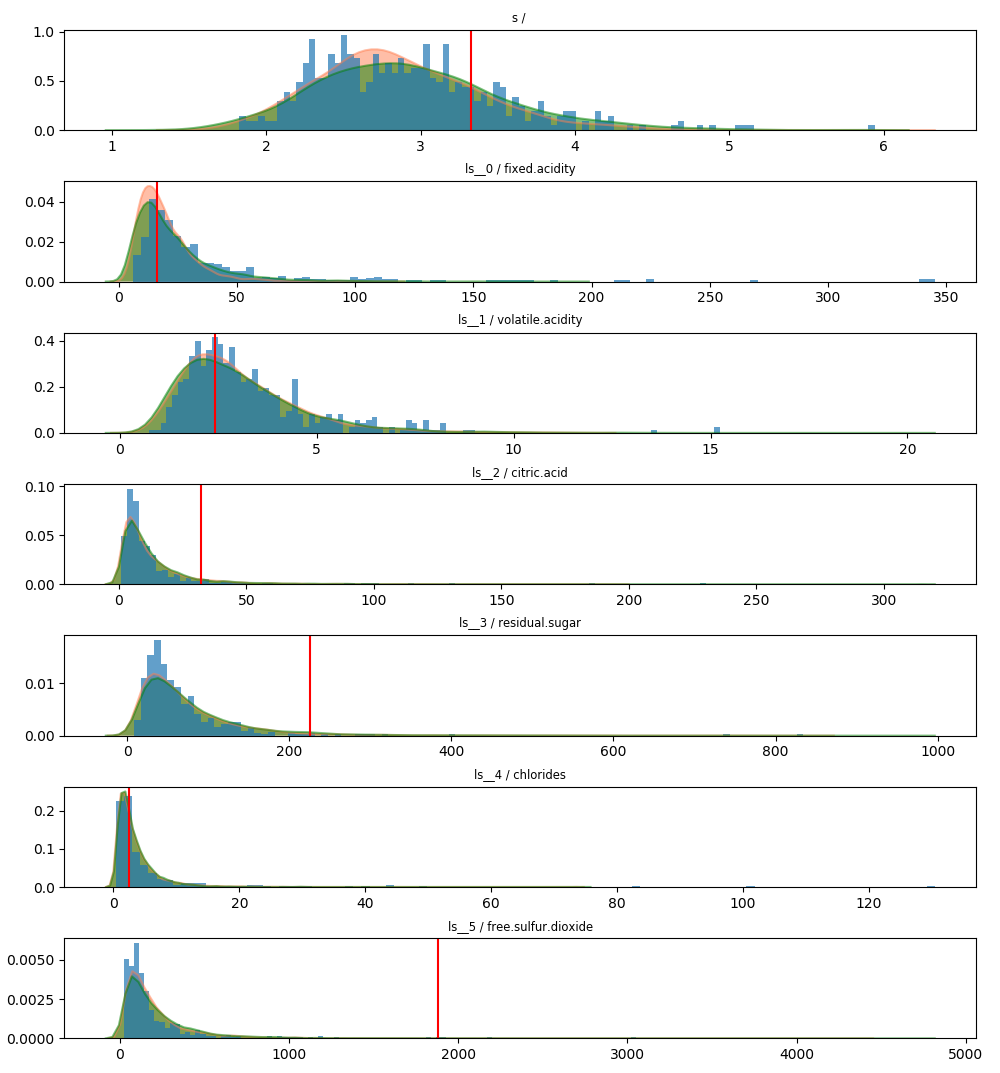 s /
1.0
0.5
0.0
1 2 3 4 5 6
ls__0 / fixed.acidity
0.04
0.02
0.00
0 50 100 150 200 250 300 350
ls__1 / volatile.acidity
0.4
0.2
0.0
0 5 10 15 20
ls__2 / citric.acid
0.10
0.05
0.00
0 50 100 150 200 250 300
ls__3 / residual.sugar
0.01
0.00
0 200 400 600 800 1000
ls__4 / chlorides
0.2
0.1
0.0
0 20 40 60 80 100 120
ls__5 / free.sulfur.dioxide
0.0050
0.0025
0.0000
0 1000 2000 3000 4000 5000